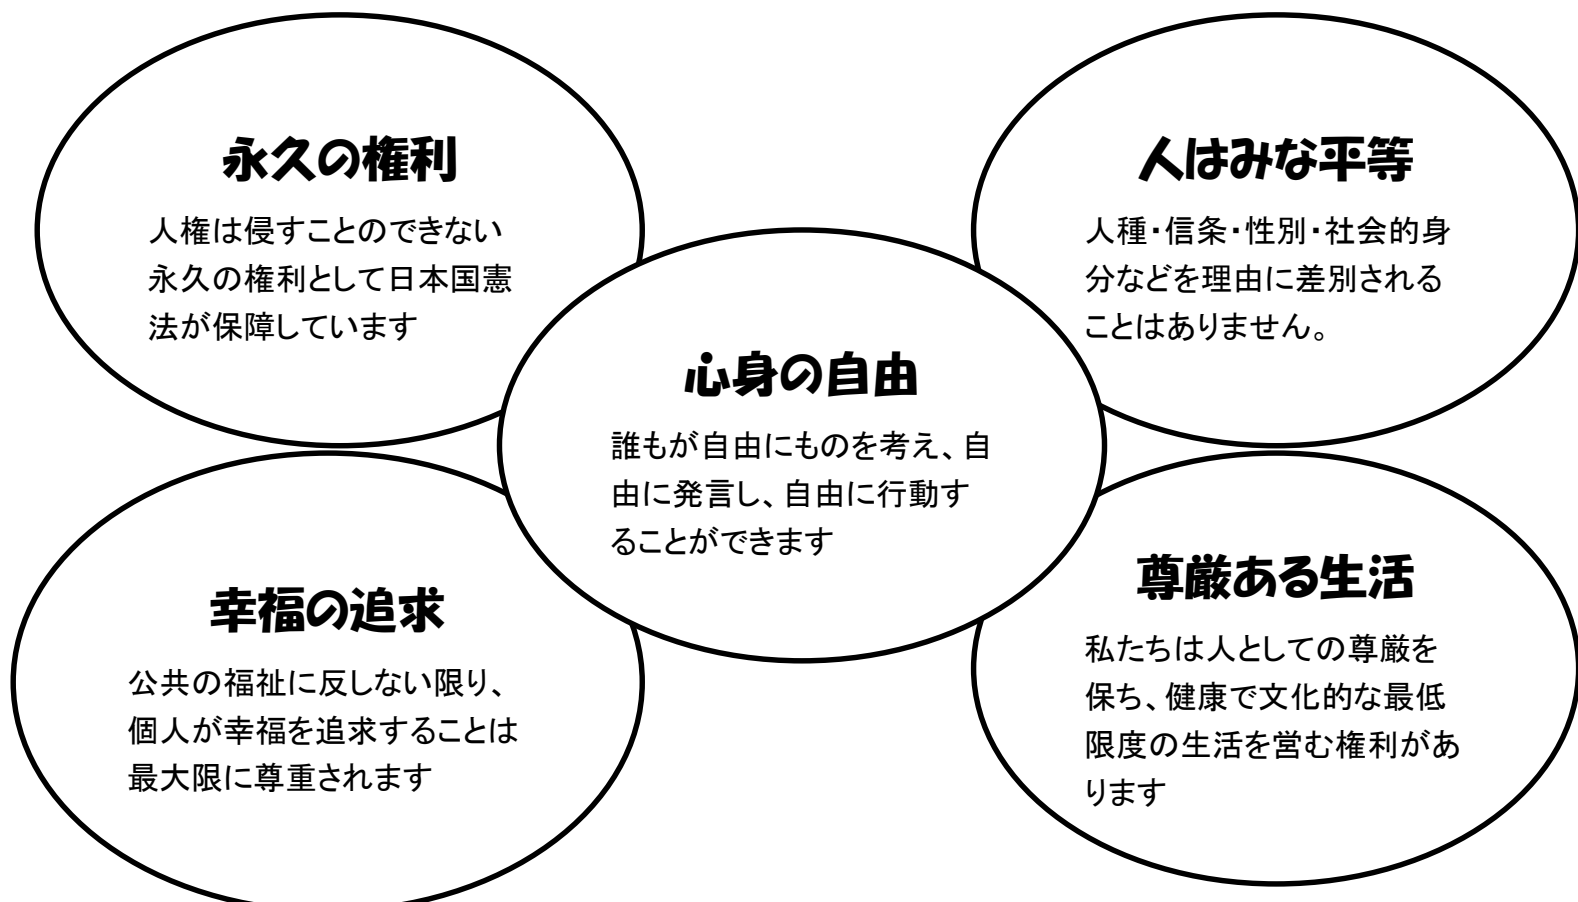 永久の権利
人権は侵すことのできない
永久の権利として日本国憲
法が保障しています
人はみな平等
人種・信条・性別・社会的身
分などを理由に差別される
ことはありません。
心身の自由
誰もが自由にものを考え、自
由に発言し、自由に行動す
ることができます
幸福の追求
公共の福祉に反しない限り、
個人が幸福を追求することは
最大限に尊重されます
尊厳ある生活
私たちは人としての尊厳を
保ち、健康で文化的な最低
限度の生活を営む権利があ
ります